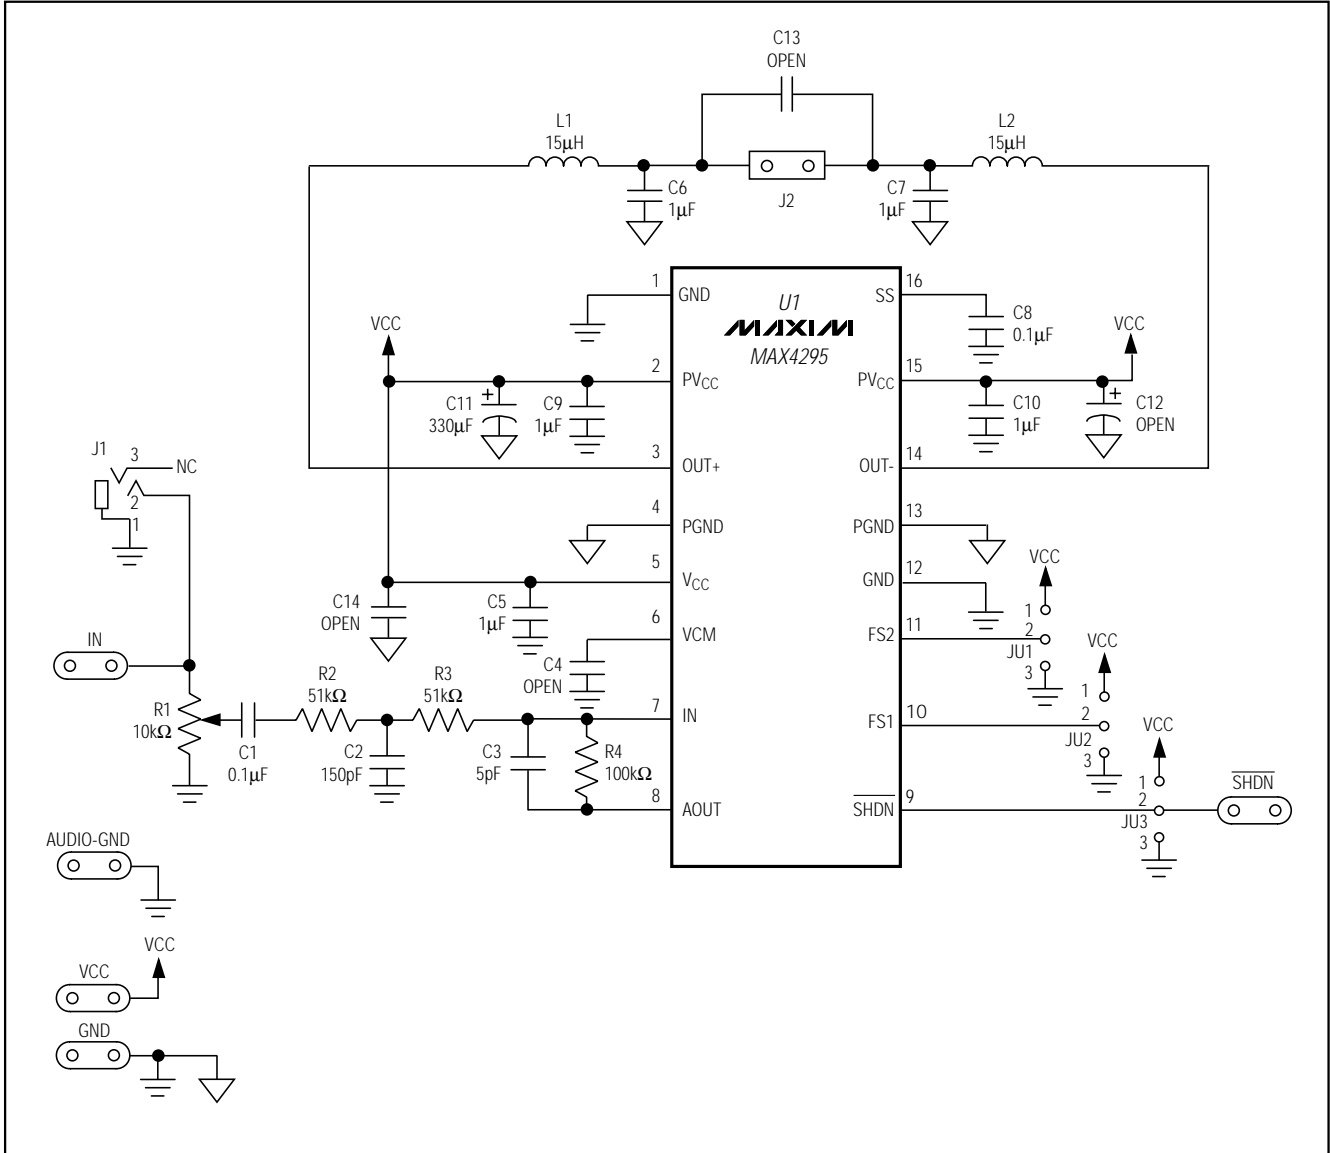 C13
OPEN
L1
15µH
L2
15µH
C6
1µF
J2
C7
1µF
1
GND
U1
MAXIM
MAX4295
SS
16
C8
0.1µF
VCC
2
PVCC
PVCC
15
VCC
C11
330µF
+
C9
1µF
C10
1µF
+
C12
OPEN
J1
3
NC
2
1
3
OUT+
OUT-
14
4
PGND
PGND
13
5
VCC
GND
12
VCC
C14
OPEN
C5
1µF
6
VCM
FS2
11
1
2
JU1
3
IN
C4
OPEN
VCC
R1
10kΩ
C1
0.1µF
R2
51kΩ
R3
51kΩ
7
IN
FS1
10
1
2
JU2
3
C2
150pF
C3
5pF
R4
100kΩ
VCC
8
AOUT
SHDN
9
1
2
JU3
3
SHDN
AUDIO-GND
VCC
VCC
GND